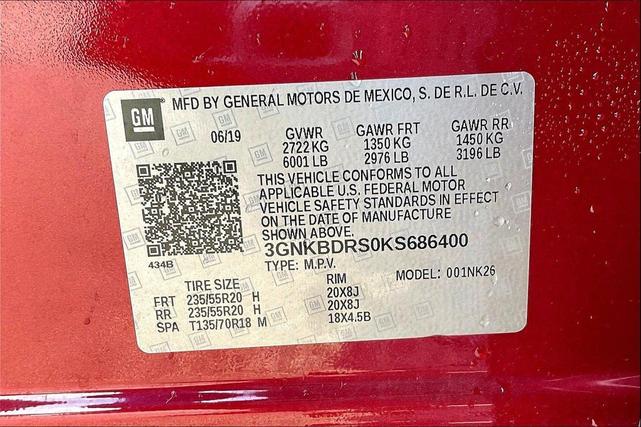 GM MFD BY GENERAL MOTORS DE MEXICO, S. DE R.L. DE C.V.
06/19 GVWR GAWR FRT GAWR RR
2722 KG 1350 KG 1450 KG
6001 LB 2976 LB 3196 LB
THIS VEHICLE CONFORMS TO ALL
APPLICABLE U.S. FEDERAL MOTOR
VEHICLE SAFETY STANDARDS IN EFFECT
ON THE DATE OF MANUFACTURE
SHOWN ABOVE.
434B
3GNKBDRS0KS686400
TYPE: M.P.V. MODEL: 001NK26
TIRE SIZE RIM
FRT 235/55R20 H 20X8J
RR 235/55R20 H 20X8J
SPA T135/70R18 M 18X4.5B